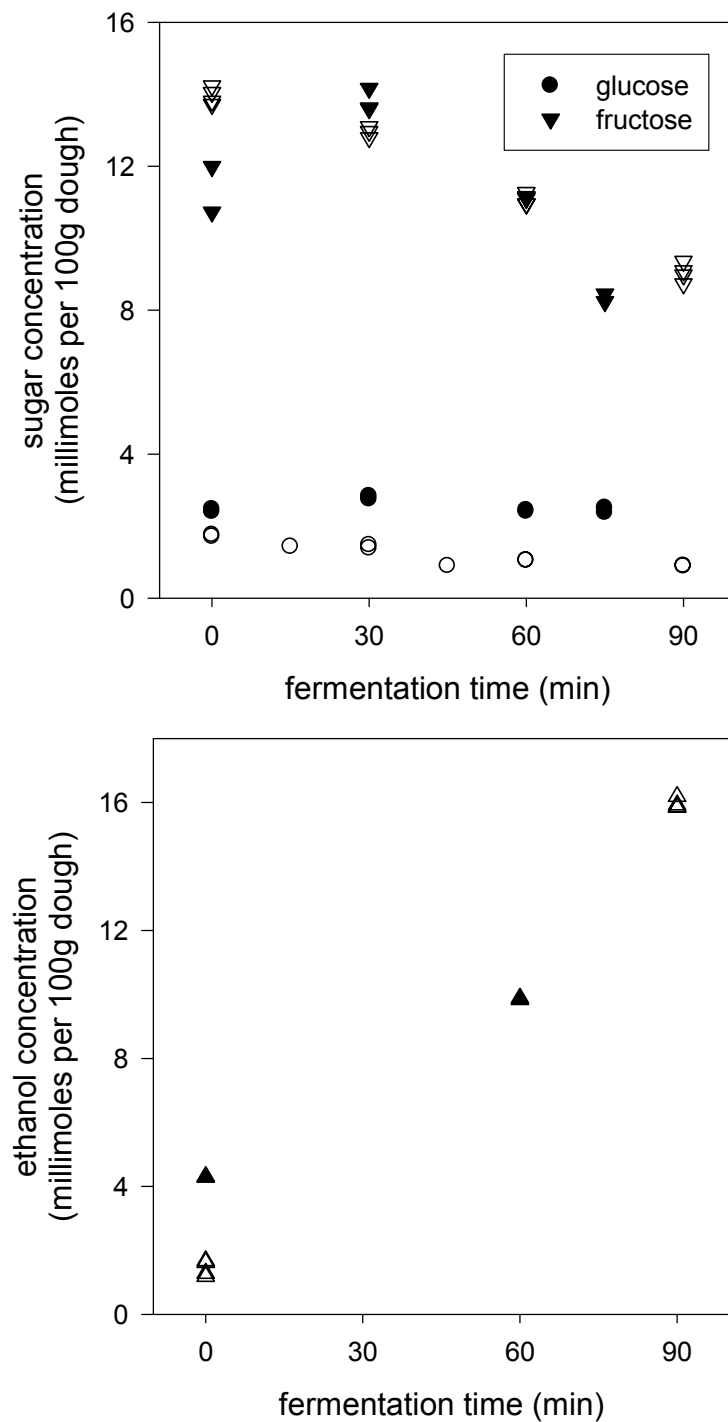 16
12
8
4
0
sugar concentration
(millimoles per 100g dough)
glucose
fructose
0 30 60 90
fermentation time (min)
16
12
8
4
0
ethanol concentration
(millimoles per 100g dough)
0 30 60 90
fermentation time (min)